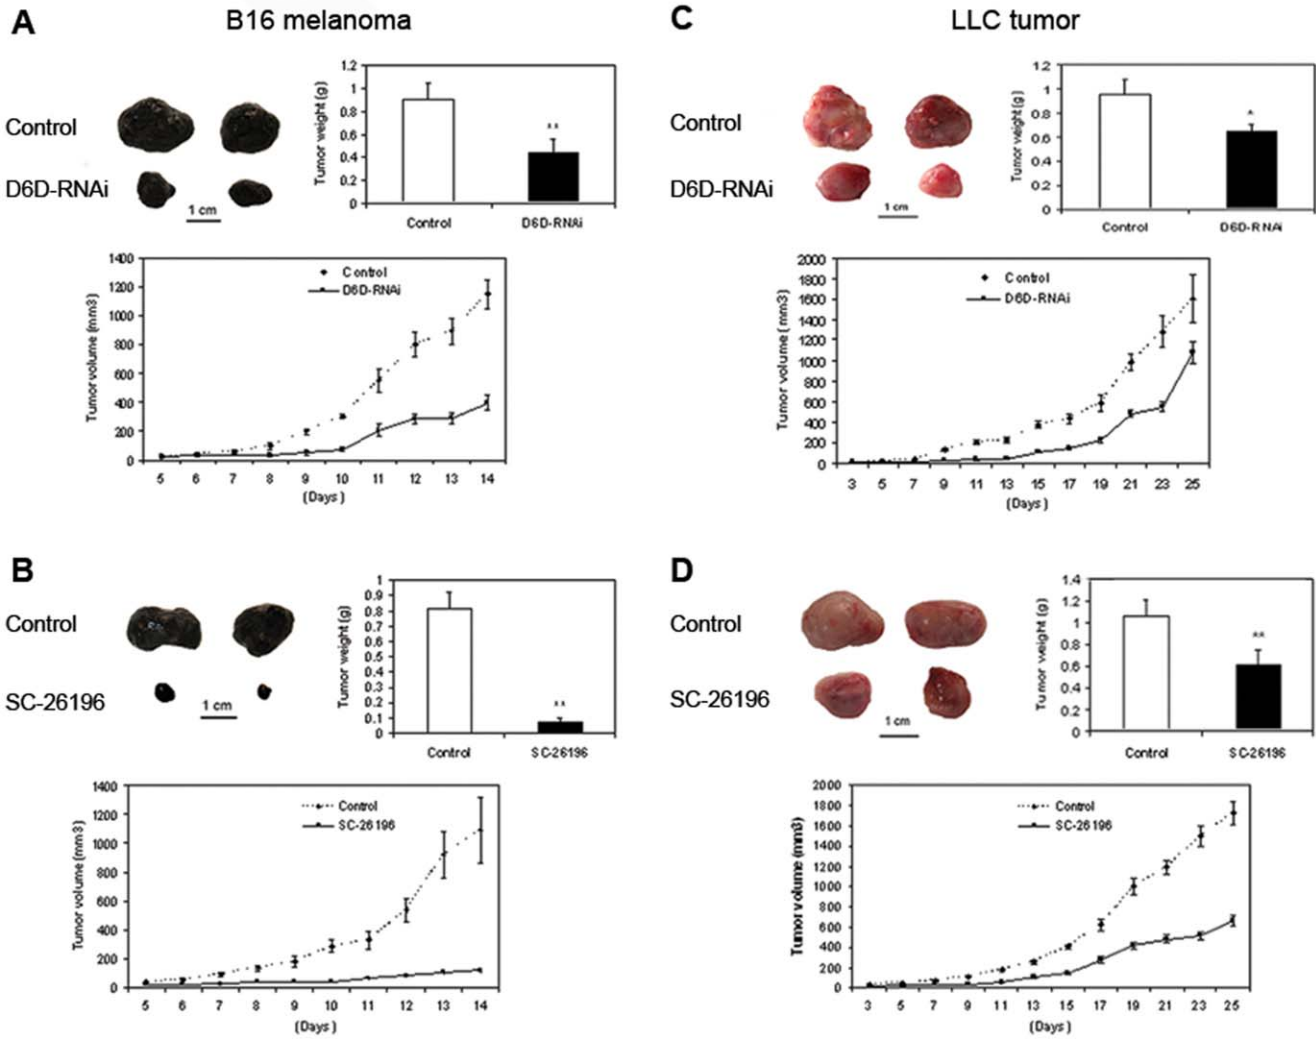 A
B16 melanoma
Control
D6D-RNAi
1 cm
Tumor weight (g)
1.2
1
0.8
0.6
0.4
0.2
0
**
Control
D6D-RNAi
Tumor volume (mm3)
1400
1200
1000
800
600
400
200
0
Control
D6D-RNAi
5 6 7 8 9 10 11 12 13 14
(Days)
C
LLC tumor
Control
D6D-RNAi
1 cm
Tumor weight (g)
1.2
1
0.8
0.6
0.4
0.2
0
*
Control
D6D-RNAi
Tumor volume (mm3)
2000
1800
1600
1400
1200
1000
800
600
400
200
0
Control
D6D-RNAi
3 5 7 9 11 13 15 17 19 21 23 25
(Days)
B
Control
SC-26196
1 cm
Tumor weight (g)
1
0.9
0.8
0.7
0.6
0.5
0.4
0.3
0.2
0.1
0
**
Control
SC-26196
Tumor volume (mm3)
1400
1200
1000
800
600
400
200
0
Control
SC-26196
5 6 7 8 9 10 11 12 13 14
(Days)
D
Control
SC-26196
1 cm
Tumor weight (g)
1.4
1.2
1
0.8
0.6
0.4
0.2
0
**
Control
SC-26196
Tumor volume (mm3)
2000
1800
1600
1400
1200
1000
800
600
400
200
0
Control
SC-26196
3 5 7 9 11 13 15 17 19 21 23 25
(Days)